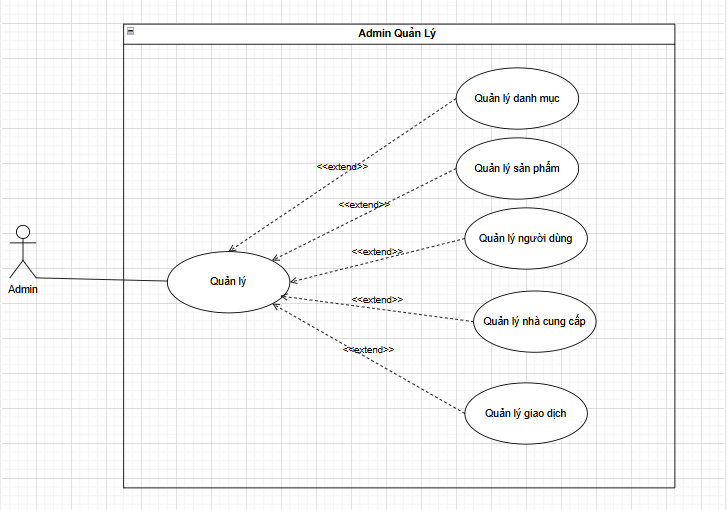 Admin Quản Lý
Quản lý danh mục
<<extend>>
Quản lý sản phẩm
<<extend>>
Quản lý người dùng
<<extend>>
Quản lý
Admin
<<extend>>
Quản lý nhà cung cấp
<<extend>>
Quản lý giao dịch